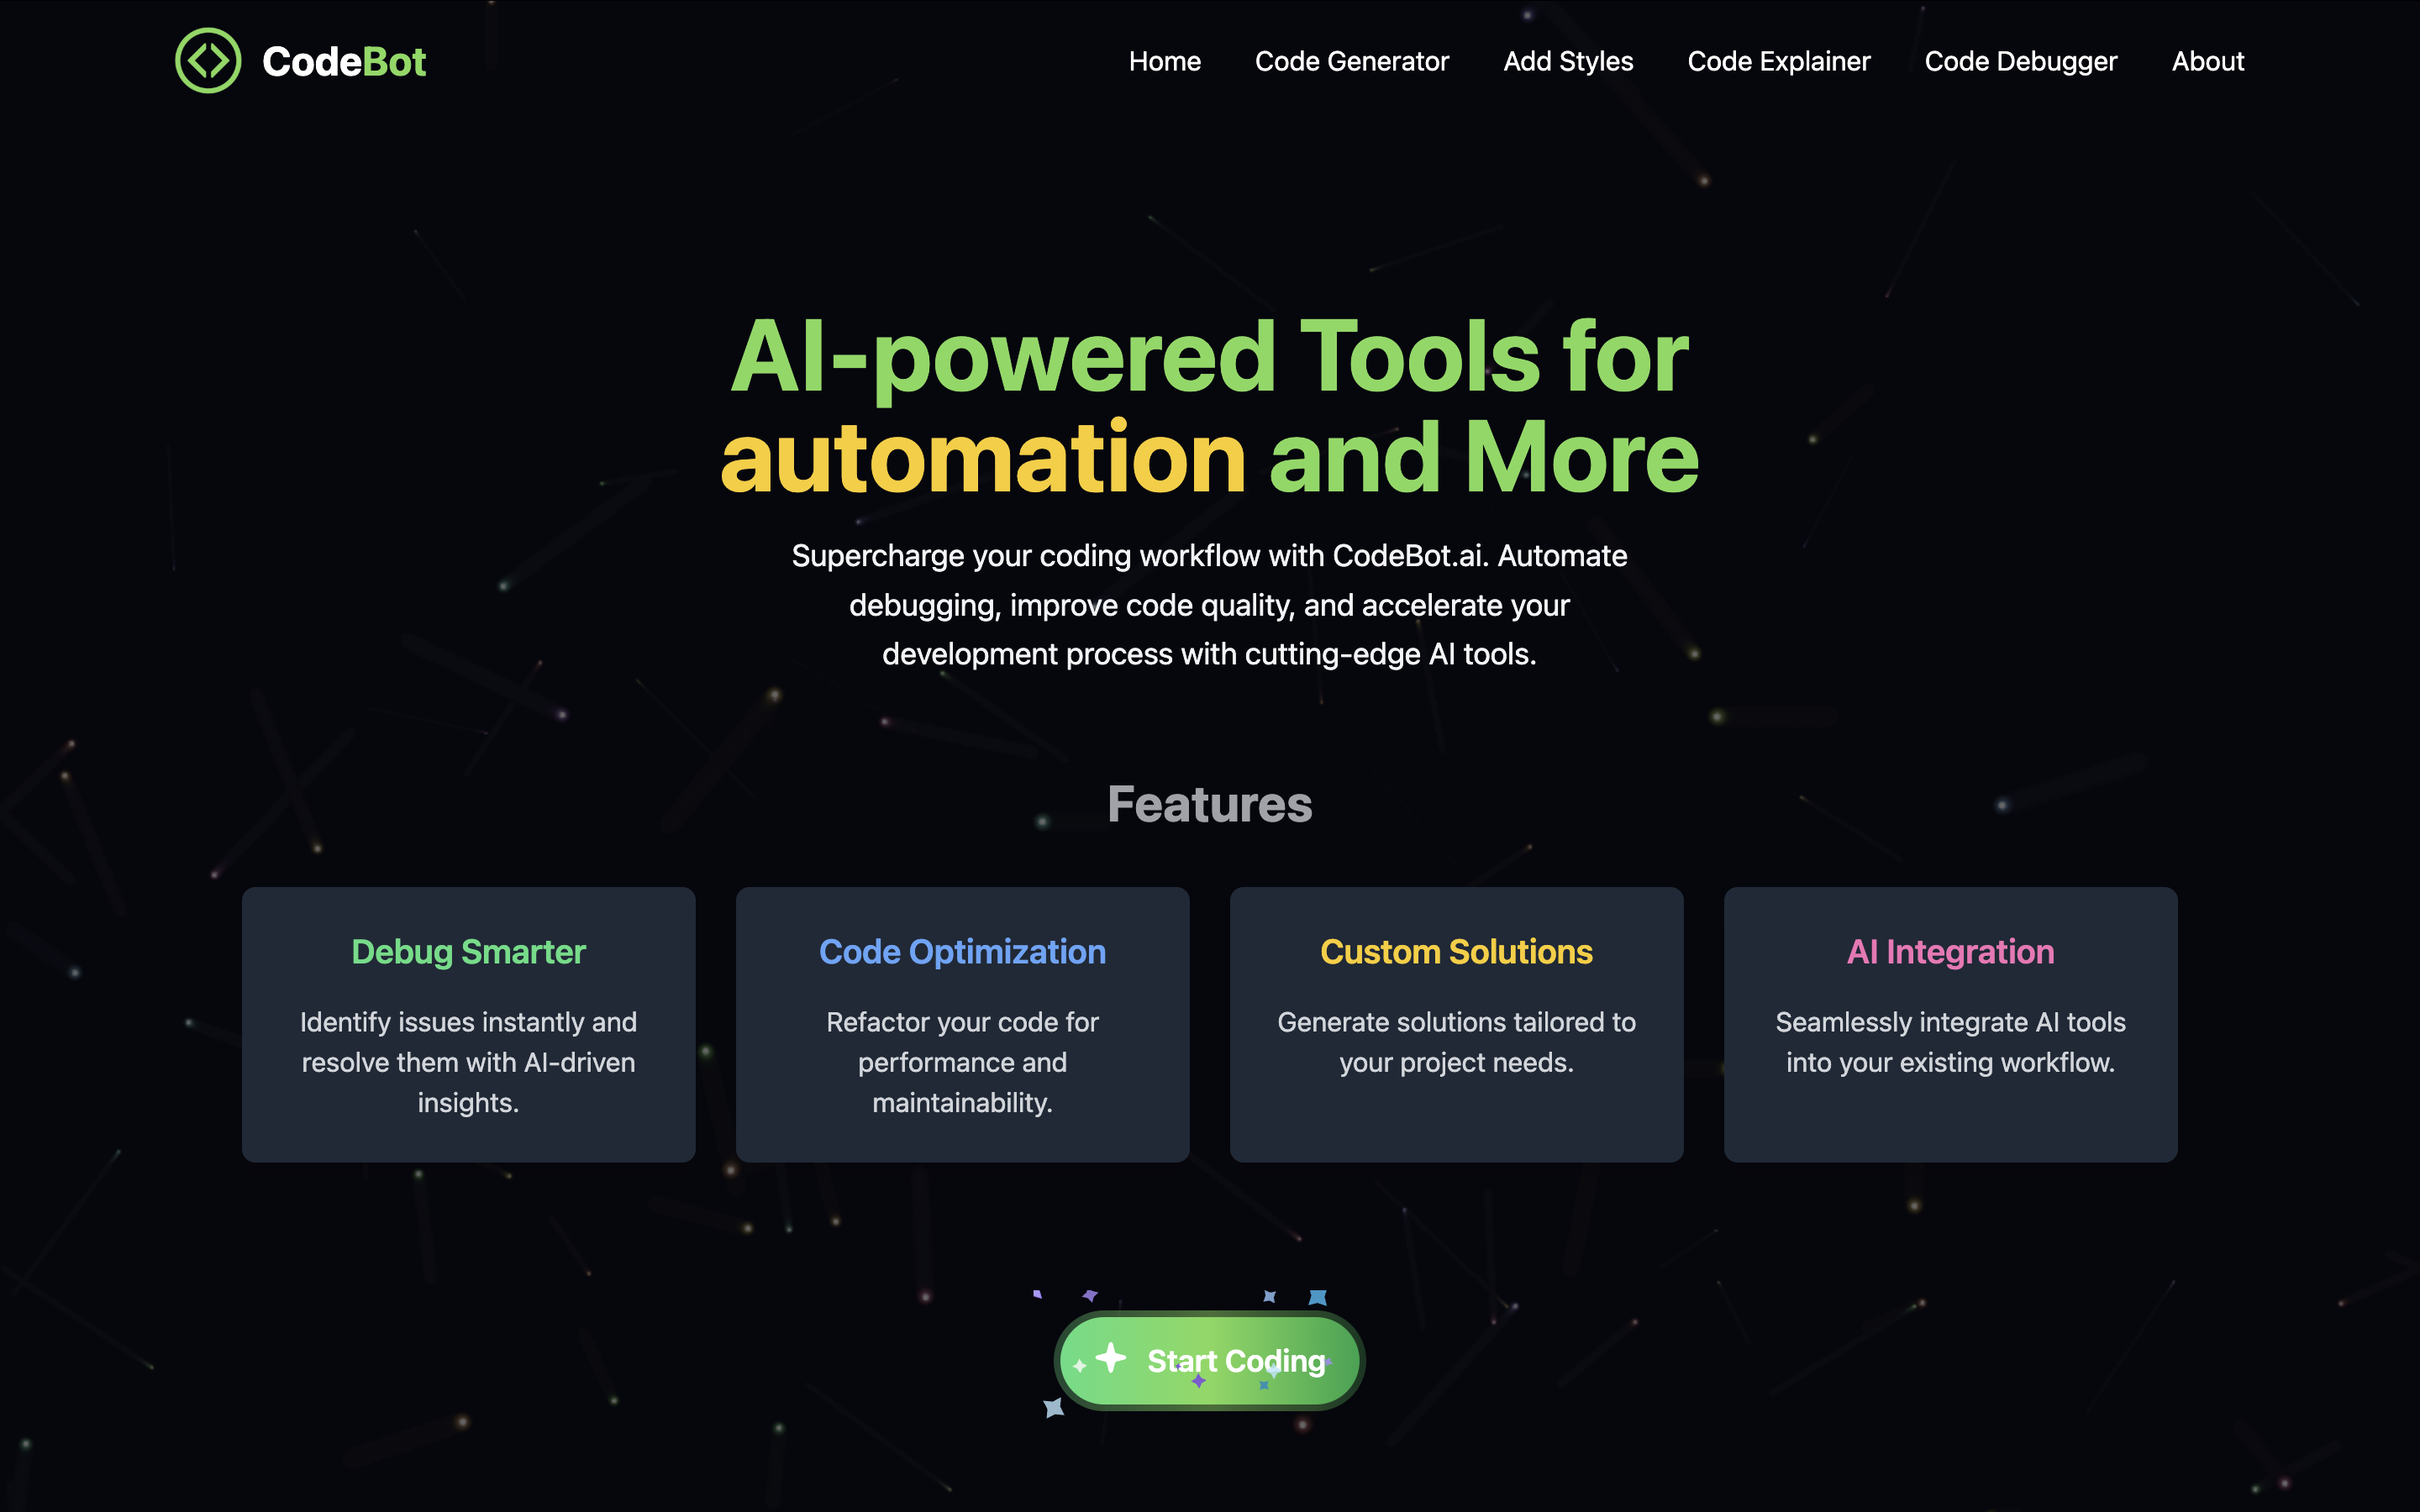 CodeBot
Home
Code Generator
Add Styles
Code Explainer
Code Debugger
About
AI-powered Tools for
automation and More
Supercharge your coding workflow with CodeBot.ai. Automate
debugging, improve code quality, and accelerate your
development process with cutting-edge AI tools.
Features
Debug Smarter
Identify issues instantly and
resolve them with AI-driven
insights.
Code Optimization
Refactor your code for
performance and
maintainability.
Custom Solutions
Generate solutions tailored to
your project needs.
AI Integration
Seamlessly integrate AI tools
into your existing workflow.
Start Coding